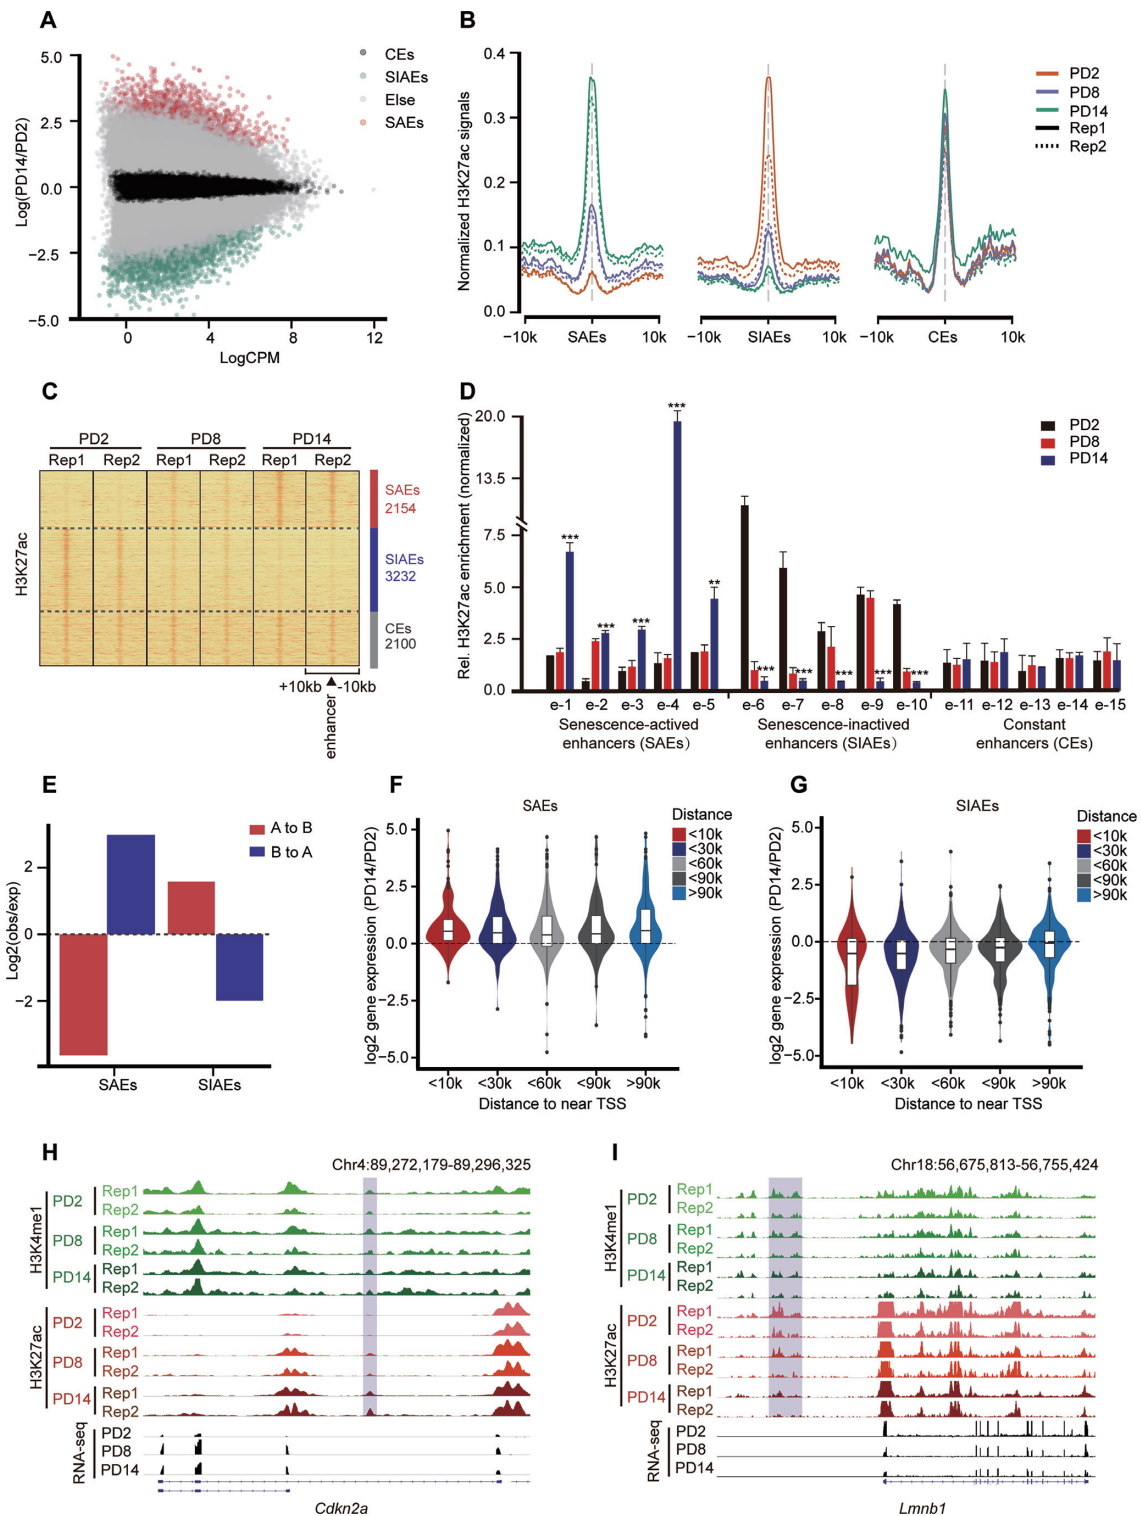 A
5.0
2.5
0.0
−2.5
−5.0
Log(PD14/PD2)
0
4
8
12
LogCPM
CEs
SIAEs
Else
SAEs
B
0.4
0.3
0.2
0.1
0.0
Normalized H3K27ac signals
−10k
SAEs
10k
−10k
SIAEs
10k
−10k
CEs
10k
PD2
PD8
PD14
Rep1
Rep2
C
PD2
PD8
PD14
Rep1
Rep2
Rep1
Rep2
Rep1
Rep2
H3K27ac
SAEs
2154
SIAEs
3232
CEs
2100
+10kb
-10kb
enhancer
D
20.0
13.5
7.5
5.0
2.5
0.0
Rel. H3K27ac enrichment (normalized)
***
***
***
***
**
***
***
***
***
***
PD2
PD8
PD14
e-1
e-2
e-3
e-4
e-5
e-6
e-7
e-8
e-9
e-10
e-11
e-12
e-13
e-14
e-15
Senescence-actived
enhancers (SAEs)
Senescence-inactived
enhancers (SIAEs)
Constant
enhancers (CEs)
E
2
0
−2
Log2(obs/exp)
A to B
B to A
SAEs
SIAEs
F
SAEs
5.0
2.5
0.0
−2.5
−5.0
log2 gene expression (PD14/PD2)
<10k
<30k
<60k
<90k
>90k
Distance to near TSS
Distance
<10k
<30k
<60k
<90k
>90k
G
SIAEs
5.0
2.5
0.0
−2.5
−5.0
log2 gene expression (PD14/PD2)
<10k
<30k
<60k
<90k
>90k
Distance to near TSS
Distance
<10k
<30k
<60k
<90k
>90k
H
Chr4:89,272,179-89,296,325
H3K4me1
PD2
Rep1
Rep2
PD8
Rep1
Rep2
PD14
Rep1
Rep2
H3K27ac
PD2
Rep1
Rep2
PD8
Rep1
Rep2
PD14
Rep1
Rep2
RNA-seq
PD2
PD8
PD14
Cdkn2a
I
Chr18:56,675,813-56,755,424
H3K4me1
PD2
Rep1
Rep2
PD8
Rep1
Rep2
PD14
Rep1
Rep2
H3K27ac
PD2
Rep1
Rep2
PD8
Rep1
Rep2
PD14
Rep1
Rep2
RNA-seq
PD2
PD8
PD14
Lmnb1